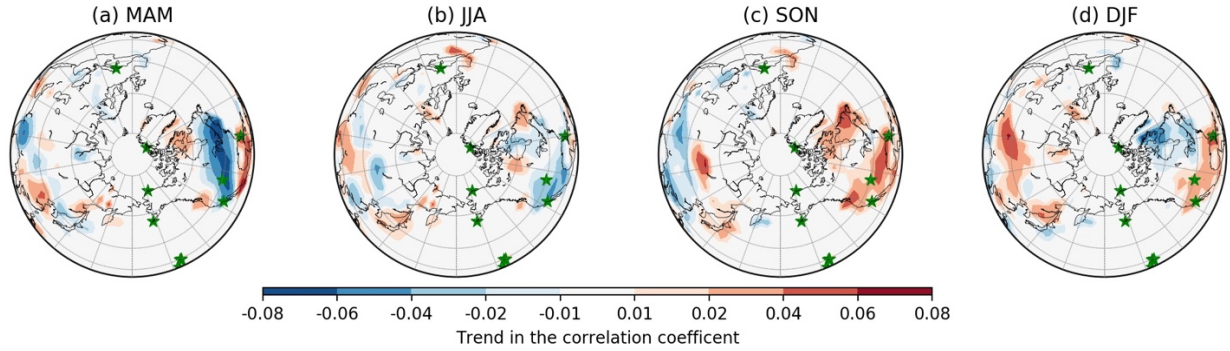 (a) MAM
(b) JJA
(c) SON
(d) DJF
-0.08 -0.06 -0.04 -0.02 -0.01 0.01 0.02 0.04 0.06 0.08
Trend in the correlation coefficent